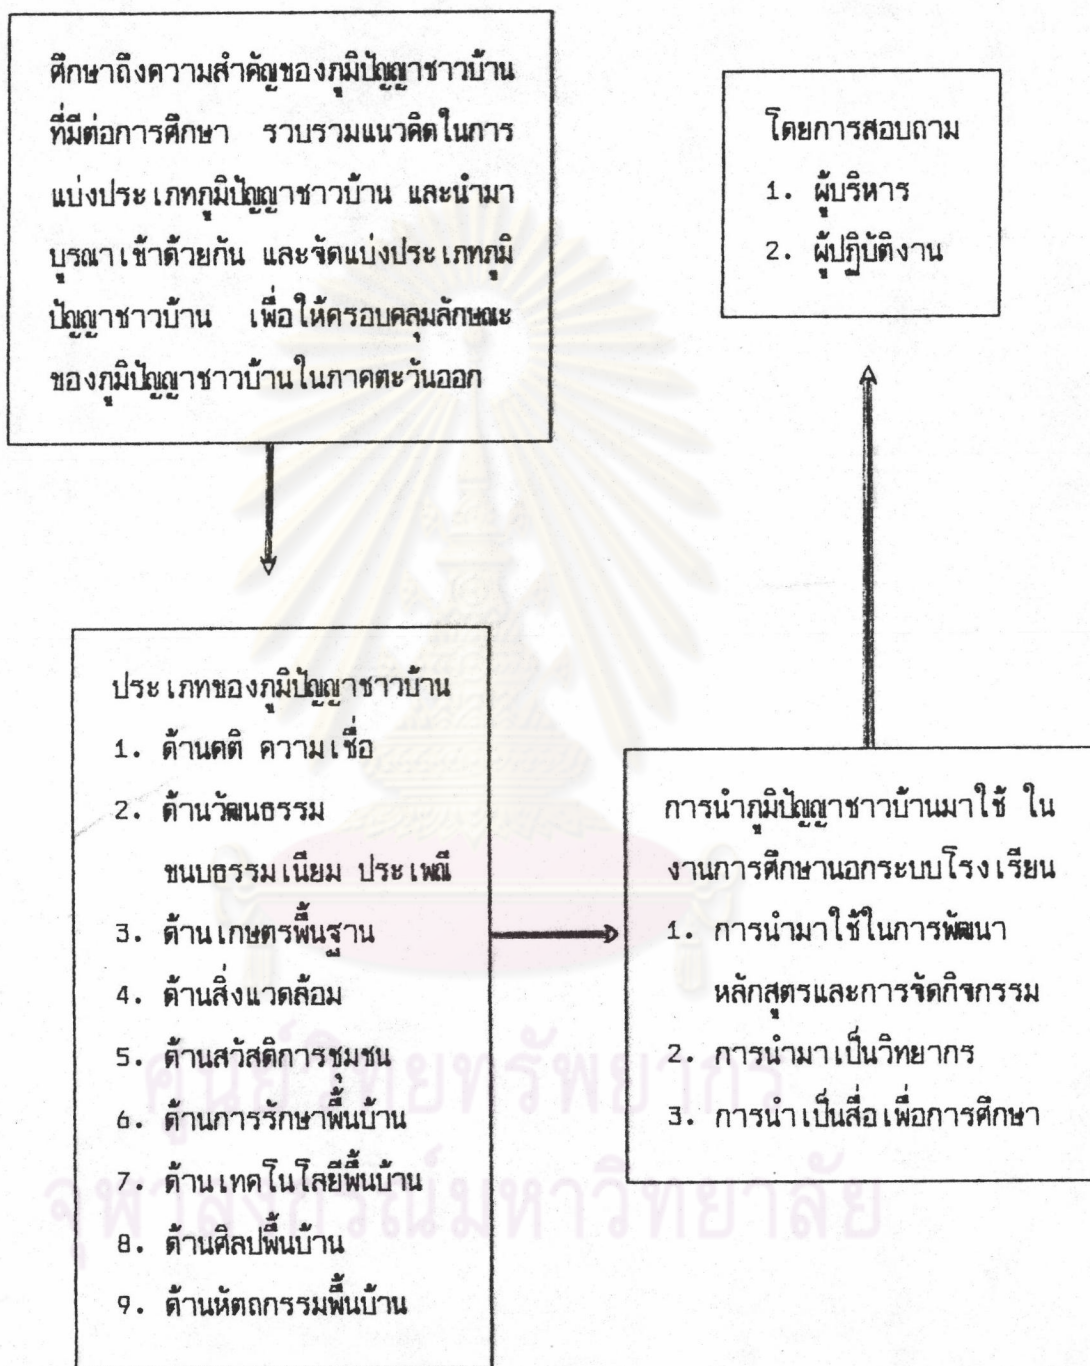 ศึกษาถึงความสำคัญของภูมิปัญญาชาวบ้าน
ที่มีต่อการศึกษา รวบรวมแนวคิดในการ
แบ่งประเภทภูมิปัญญาชาวบ้าน และนำมา
บูรณาเข้าด้วยกัน และจัดแบ่งประเภทภูมิ
ปัญญาชาวบ้าน เพื่อให้ครอบคลุมลักษณะ
ของภูมิปัญญาชาวบ้านในภาคตะวันออก
ประเภทของภูมิปัญญาชาวบ้าน
1. ด้านคติ ความเชื่อ
2. ด้านวัฒนธรรม
ขนบธรรมเนียม ประเพณี
3. ด้านเกษตรพื้นฐาน
4. ด้านสิ่งแวดล้อม
5. ด้านสวัสดิการชุมชน
6. ด้านการรักษาพื้นบ้าน
7. ด้านเทคโนโลยีพื้นบ้าน
8. ด้านศิลปพื้นบ้าน
9. ด้านหัตถกรรมพื้นบ้าน
การนำภูมิปัญญาชาวบ้านมาใช้ ใน
งานการศึกษานอกระบบโรงเรียน
1. การนำมาใช้ในการพัฒนา
หลักสูตรและการจัดกิจกรรม
2. การนำมาเป็นวิทยากร
3. การนำเป็นสื่อเพื่อการศึกษา
โดยการสอบถาม
1. ผู้บริหาร
2. ผู้ปฏิบัติงาน
ศูนย์วิทยทรัพยากร
จุฬาลงกรณ์มหาวิทยาลัย